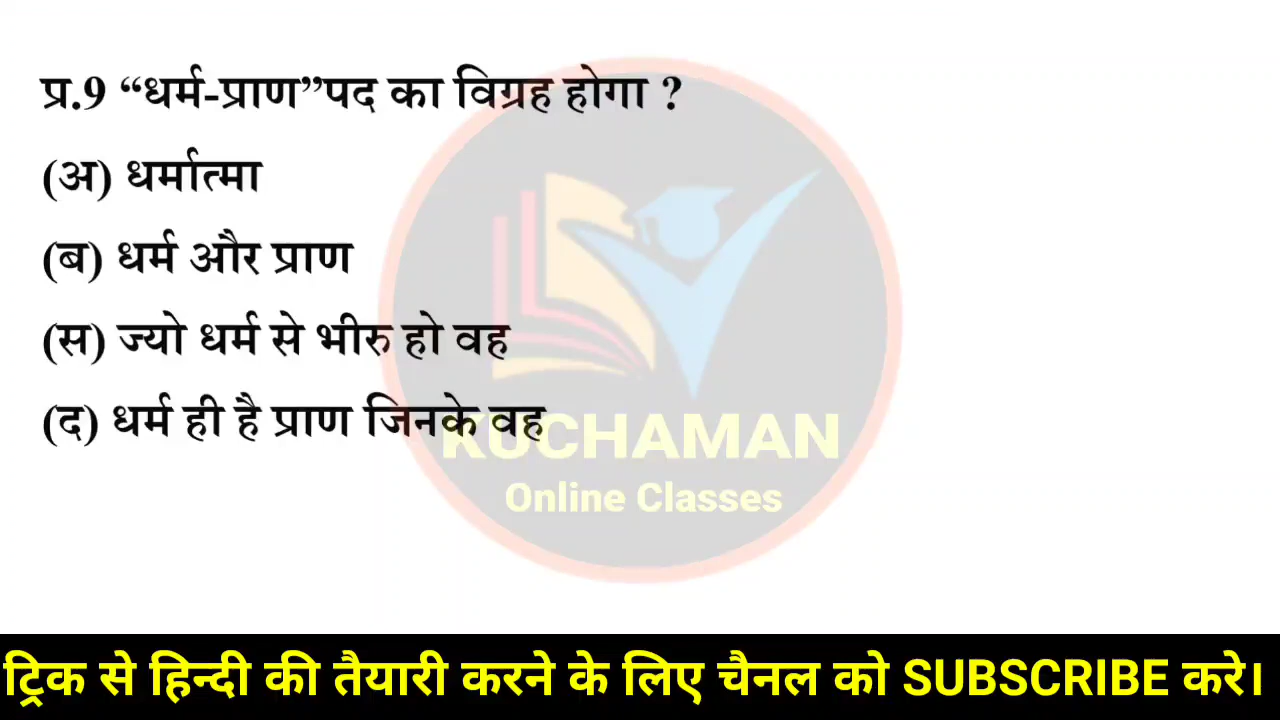 प्र.9 “धर्म-प्राण”पद का विग्रह होगा ?
(अ) धर्मात्मा
(ब) धर्म और प्राण
(स) ज्यो धर्म से भीरु हो वह
(द) धर्म ही है प्राण जिनके वह
KUCHAMAN
Online Classes
ट्रिक से हिन्दी की तैयारी करने के लिए चैनल को SUBSCRIBE करे।